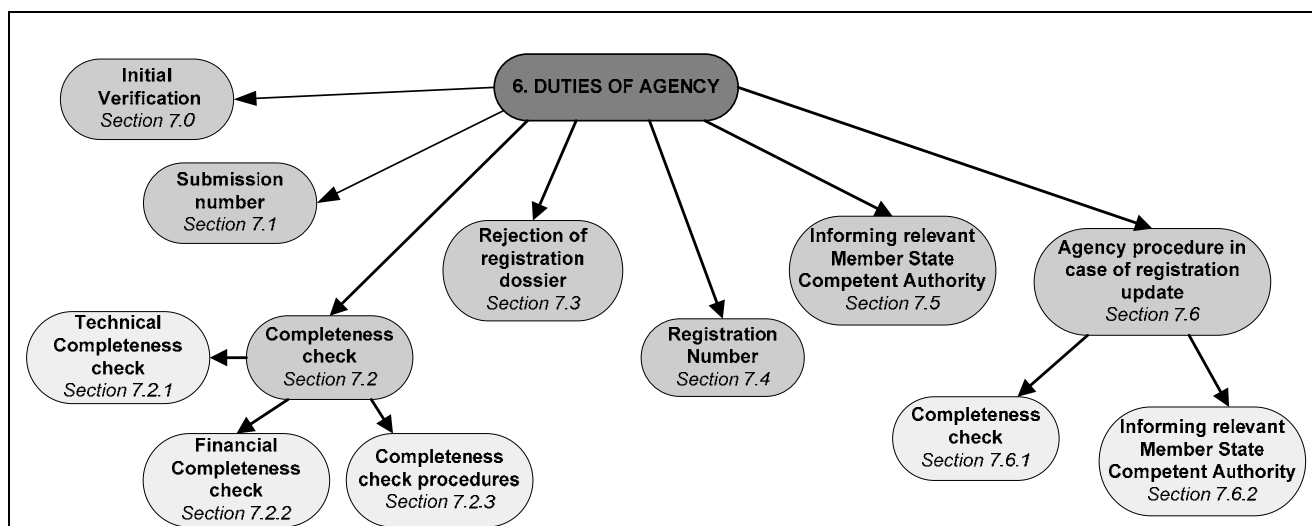 6. DUTIES OF AGENCY
Initial
Verification
Section 7.0
Submission
number
Section 7.1
Completeness
check
Section 7.2
Technical
Completeness
check
Section 7.2.1
Financial
Completeness
check
Section 7.2.2
Completeness
check procedures
Section 7.2.3
Rejection of
registration
dossier
Section 7.3
Registration
Number
Section 7.4
Informing relevant
Member State
Competent Authority
Section 7.5
Agency procedure in
case of registration
update
Section 7.6
Completeness
check
Section 7.6.1
Informing relevant
Member State
Competent Authority
Section 7.6.2